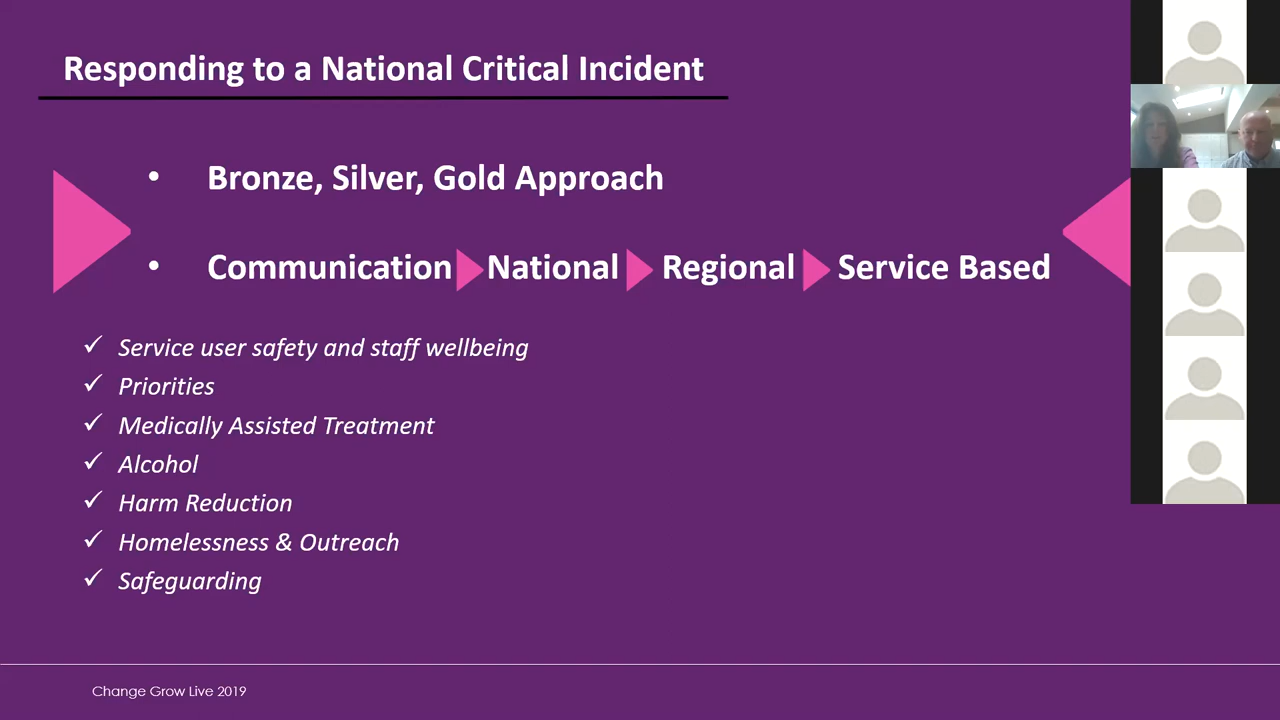 Responding to a National Critical Incident
• Bronze, Silver, Gold Approach
• Communication National Regional Service Based
✓ Service user safety and staff wellbeing
✓ Priorities
✓ Medically Assisted Treatment
✓ Alcohol
✓ Harm Reduction
✓ Homelessness & Outreach
✓ Safeguarding
Change Grow Live 2019